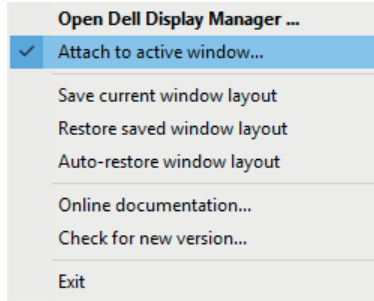 Open Dell Display Manager ...
Attach to active window...
Save current window layout
Restore saved window layout
Auto-restore window layout
Online documentation...
Check for new version...
Exit